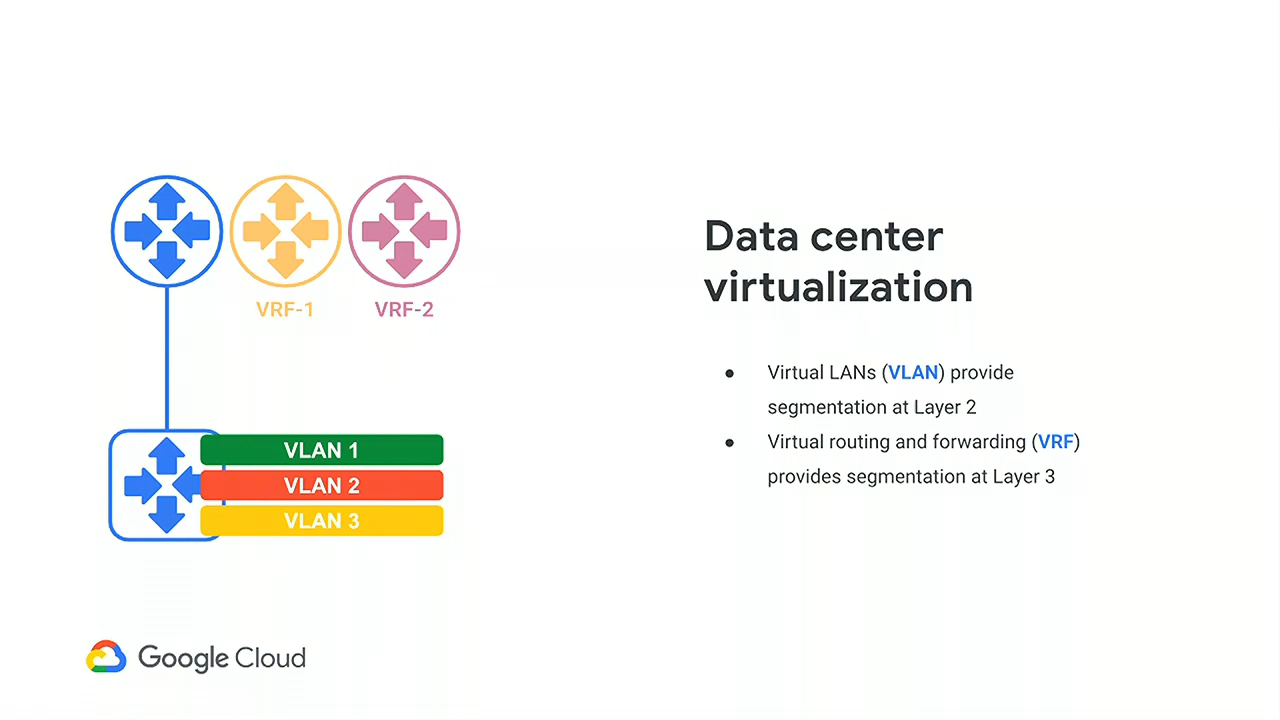 VRF-1
VRF-2
VLAN 1
VLAN 2
VLAN 3
Data center
virtualization
● Virtual LANs (VLAN) provide
segmentation at Layer 2
● Virtual routing and forwarding (VRF)
provides segmentation at Layer 3
Google Cloud